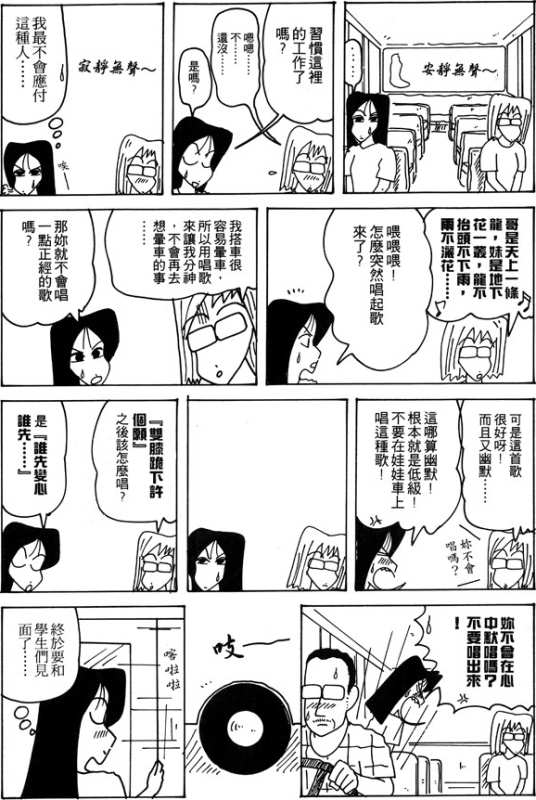 ……
安靜無聲～
習慣這裡
的工作了
嗎？
嗯嗯……
不……
還沒……
是嗎？
寂靜無聲～
我最不會應付
這種人……
唉～
哥是天上一條
龍，妹是地下
花一叢，龍不
抬頭不下雨，
雨不灑花……
喂喂喂！
怎麼突然唱起歌
來了？
我搭車很
容易暈車，
所以用唱歌
來讓我分神
，不會再去
想暈車的事
……
那妳就不會唱
一點正經的歌
嗎？
可是這首歌
很好呀！
而且又幽默……
這哪算幽默！
根本就是低級！
不要在娃娃車上
唱這種歌！
妳不會
唱嗎？
『雙膝跪下許
個願』
之後該怎麼唱？
是『誰先變心
誰先……』
妳不會在心
中默唱嗎？
不要唱出來
！
吱──
喀啦啦
終於要和
學生們見
面了……